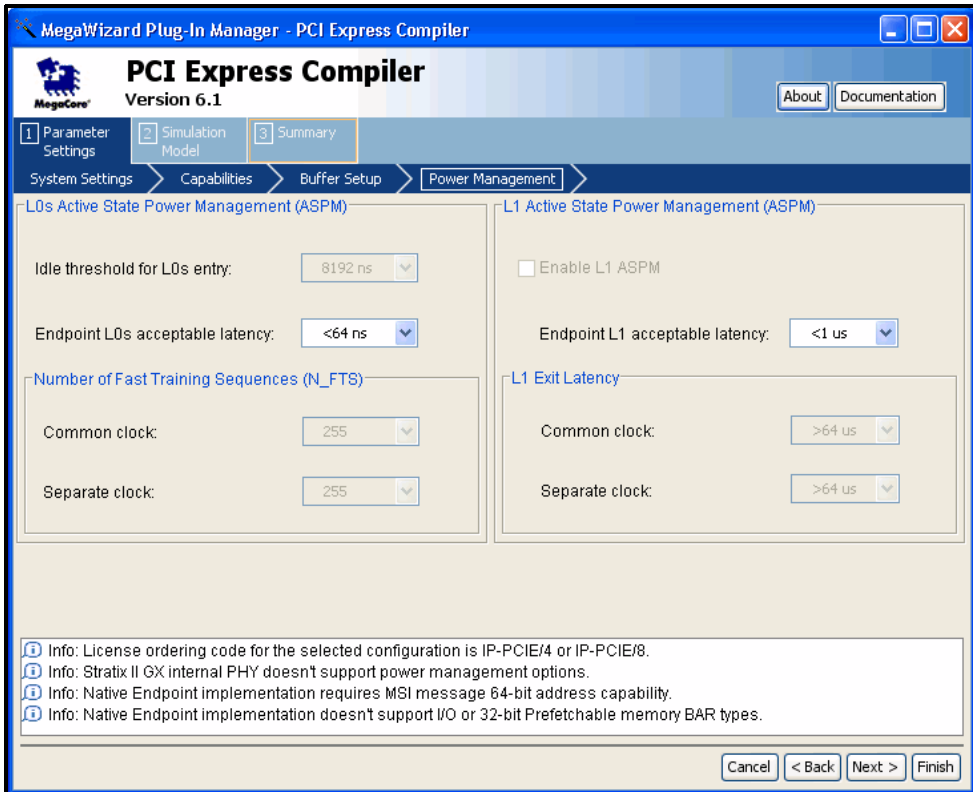 MegaWizard Plug-In Manager - PCI Express Compiler
PCI Express Compiler
MegaCore®
Version 6.1
About
Documentation
1 Parameter Settings
2 Simulation Model
3 Summary
System Settings
Capabilities
Buffer Setup
Power Management
L0s Active State Power Management (ASPM)
Idle threshold for L0s entry:
8192 ns
Endpoint L0s acceptable latency:
<64 ns
Number of Fast Training Sequences (N_FTS)
Common clock:
255
Separate clock:
255
L1 Active State Power Management (ASPM)
Enable L1 ASPM
Endpoint L1 acceptable latency:
<1 us
L1 Exit Latency
Common clock:
>64 us
Separate clock:
>64 us
Info: License ordering code for the selected configuration is IP-PCIE/4 or IP-PCIE/8.
Info: Stratix II GX internal PHY doesn't support power management options.
Info: Native Endpoint implementation requires MSI message 64-bit address capability.
Info: Native Endpoint implementation doesn't support I/O or 32-bit Prefetchable memory BAR types.
Cancel
< Back
Next >
Finish